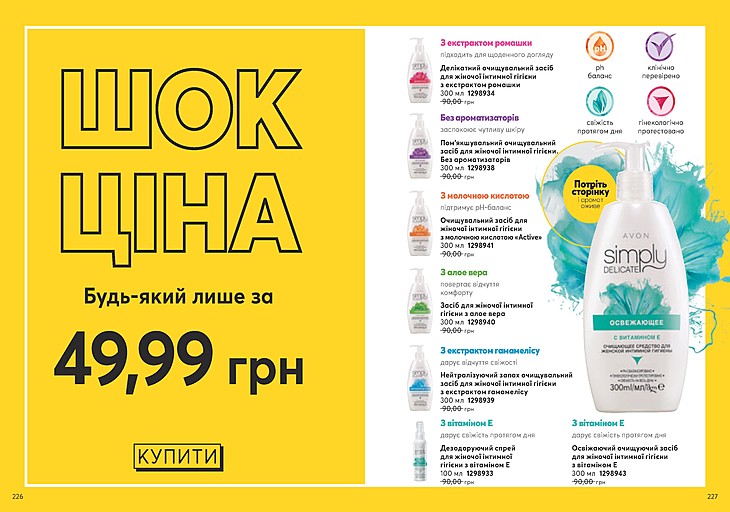 ШОК
ЦІНА
Будь-який лише за
49,99 грн
КУПИТИ
226
З екстрактом ромашки
підходить для щоденного догляду
Делікатний очищувальний засіб
для жіночої інтимної гігієни
з екстрактом ромашки
300 мл 1298934
90,00 грн
Без ароматизаторів
заспокоює чутливу шкіру
Пом'якшувальний очищувальний
засіб для жіночої інтимної гігієни.
Без ароматизаторів
300 мл 1298938
90,00 грн
З молочною кислотою
підтримує pH-баланс
Очищувальний засіб для
жіночої інтимної гігієни
з молочною кислотою «Active»
300 мл 1298941
90,00 грн
З алое вера
повертає відчуття
комфорту
Засіб для жіночої інтимної
гігієни з алое вера
300 мл 1298940
90,00 грн
З екстрактом гамамелісу
дарує відчуття свіжості
Нейтралізуючий запах очищувальний
засіб для жіночої інтимної гігієни
з екстрактом гамамелісу
300 мл 1298939
90,00 грн
З вітаміном Е
дарує свіжість протягом дня
Дезодоруючий спрей
для жіночої інтимної
гігієни з вітаміном Е
100 мл 1298933
90,00 грн
pH
ph
баланс
клінічно
перевірено
свіжість
протягом дня
гінекологічно
протестовано
Потріть
сторінку
і аромат
оживе
AVON
simply
DELICATE
ОСВЕЖАЮЩЕЕ
С ВИТАМИНОМ Е
ОЧИЩАЮЩЕЕ СРЕДСТВО ДЛЯ
ЖЕНСКОЙ ИНТИМНОЙ ГИГИЕНЫ
300ml/мл/
З вітаміном Е
дарує свіжість протягом дня
Освіжаючий очищуючий засіб
для жіночої інтимної гігієни
з вітаміном Е
300 мл 1298943
90,00 грн
227